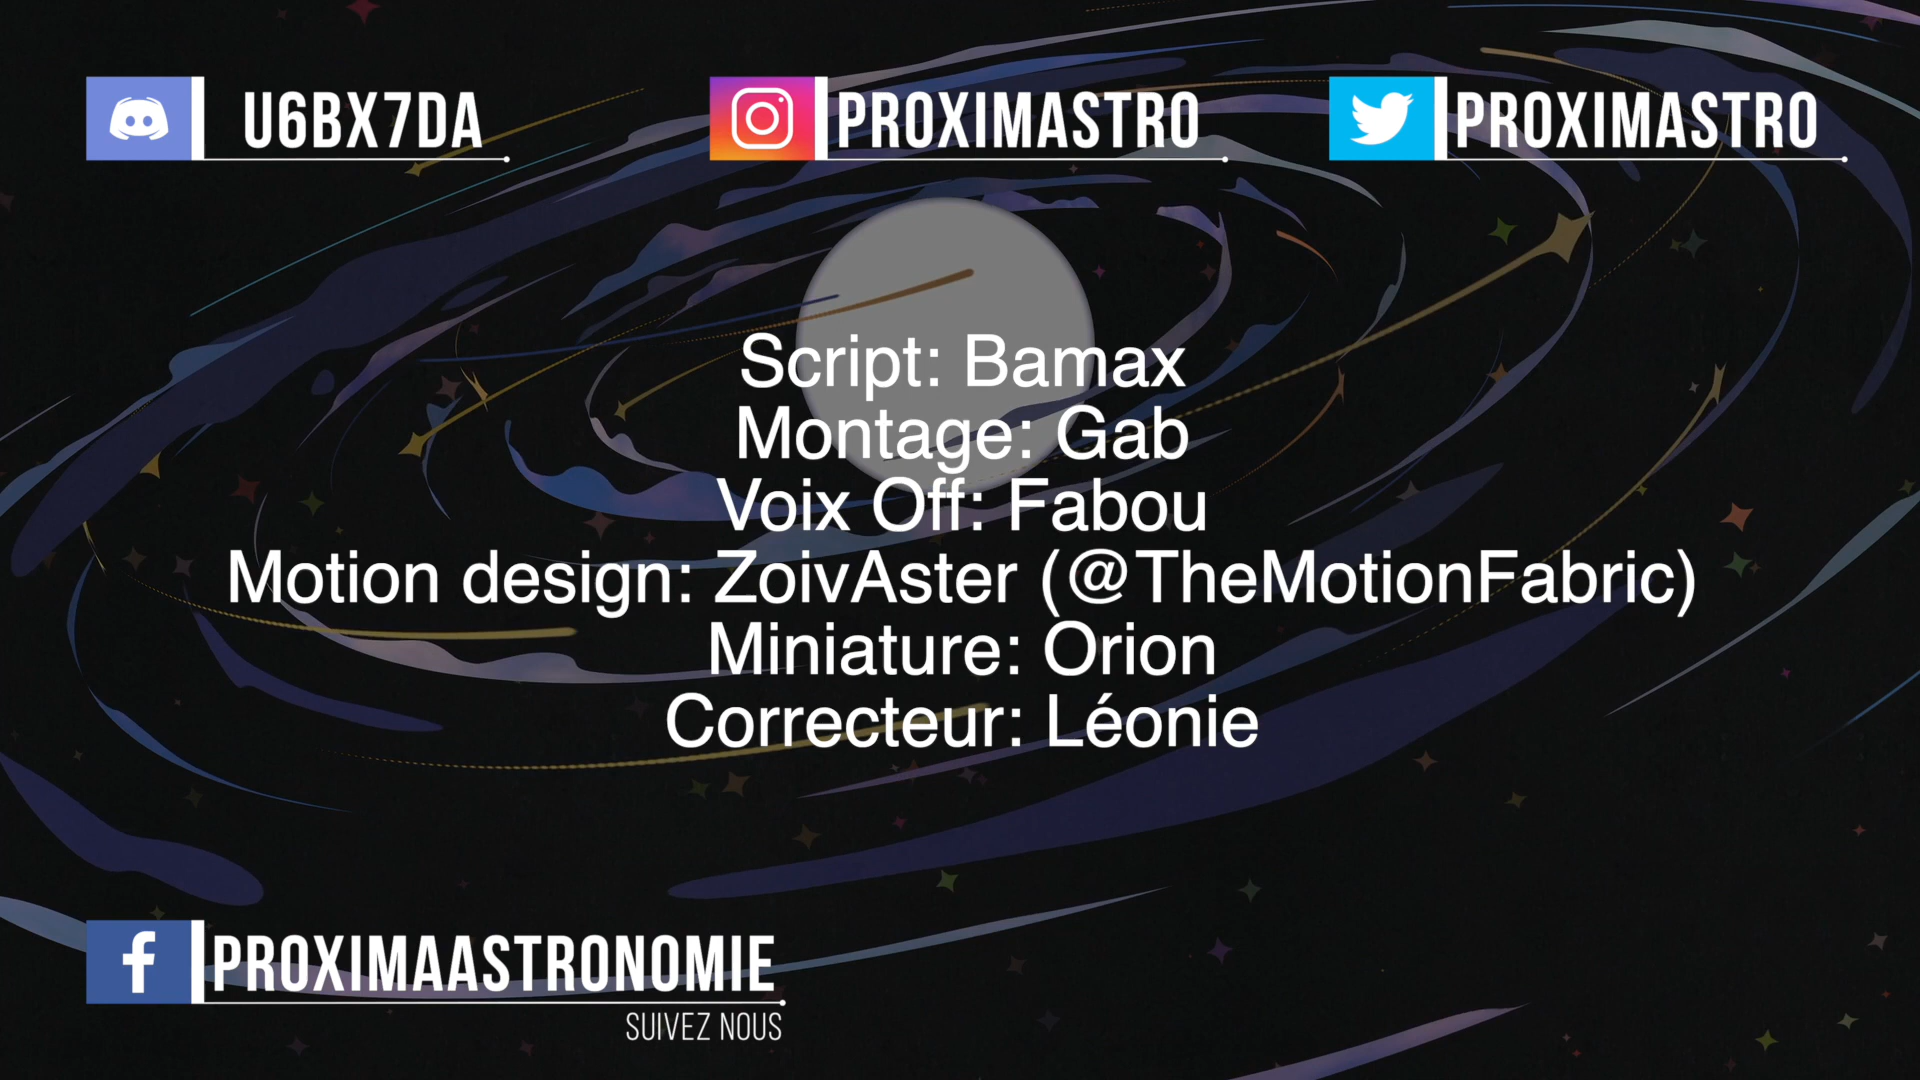 U6BX7DA
PROXIMASTRO
PROXIMASTRO
Script: Bamax
Montage: Gab
Voix Off: Fabou
Motion design: ZoivAster (@TheMotionFabric)
Miniature: Orion
Correcteur: Léonie
PROXIMAASTRONOMIE
SUIVEZ NOUS